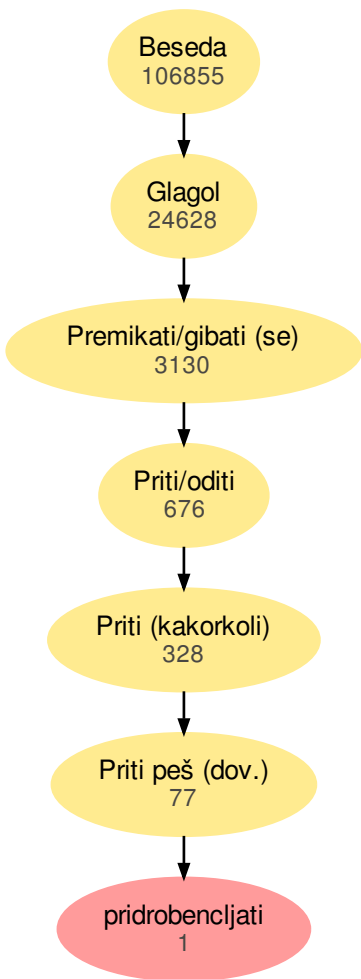 Beseda
106855
Glagol
24628
Premikati/gibati (se)
3130
Priti/oditi
676
Priti (kakorkoli)
328
Priti peš (dov.)
77
pridrobencljati
1